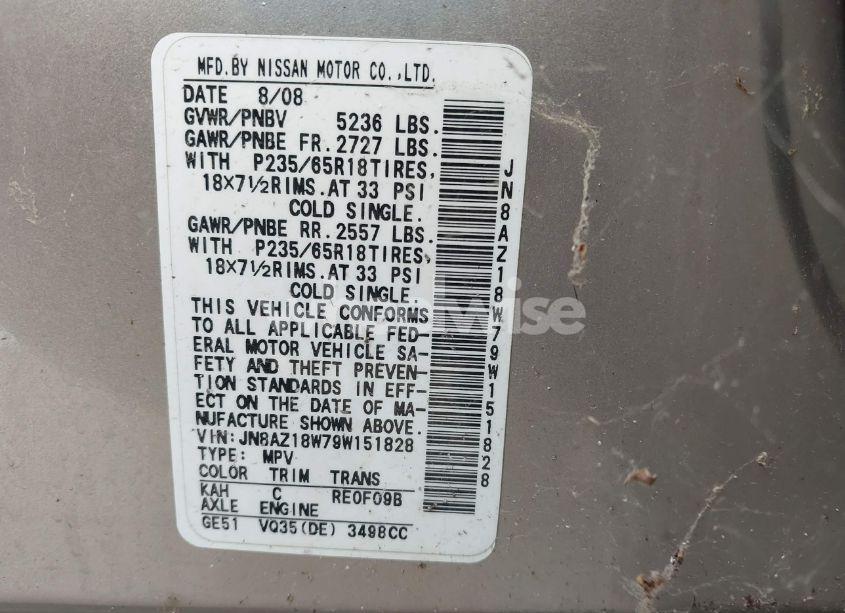 MFD.BY NISSAN MOTOR CO.,LTD.
DATE 8/08
GVWR/PNBV 5236 LBS.
GAWR/PNBE FR.2727 LBS.
WITH P235/65R18TIRES,
18×7½RIMS.AT 33 PSI
COLD SINGLE.
GAWR/PNBE RR.2557 LBS.
WITH P235/65R18TIRES,
18×7½RIMS.AT 33 PSI
COLD SINGLE.
THIS VEHICLE CONFORMS
TO ALL APPLICABLE FED-
ERAL MOTOR VEHICLE SA-
FETY AND THEFT PREVEN-
TION STANDARDS IN EFF-
ECT ON THE DATE OF MA-
NUFACTURE SHOWN ABOVE.
VIN:JN8AZ18W79W151828
TYPE: MPV
COLOR TRIM TRANS
KAH C RE0F09B
AXLE ENGINE
GE51 VQ35(DE) 3498CC
JN8AZ18W79W151828